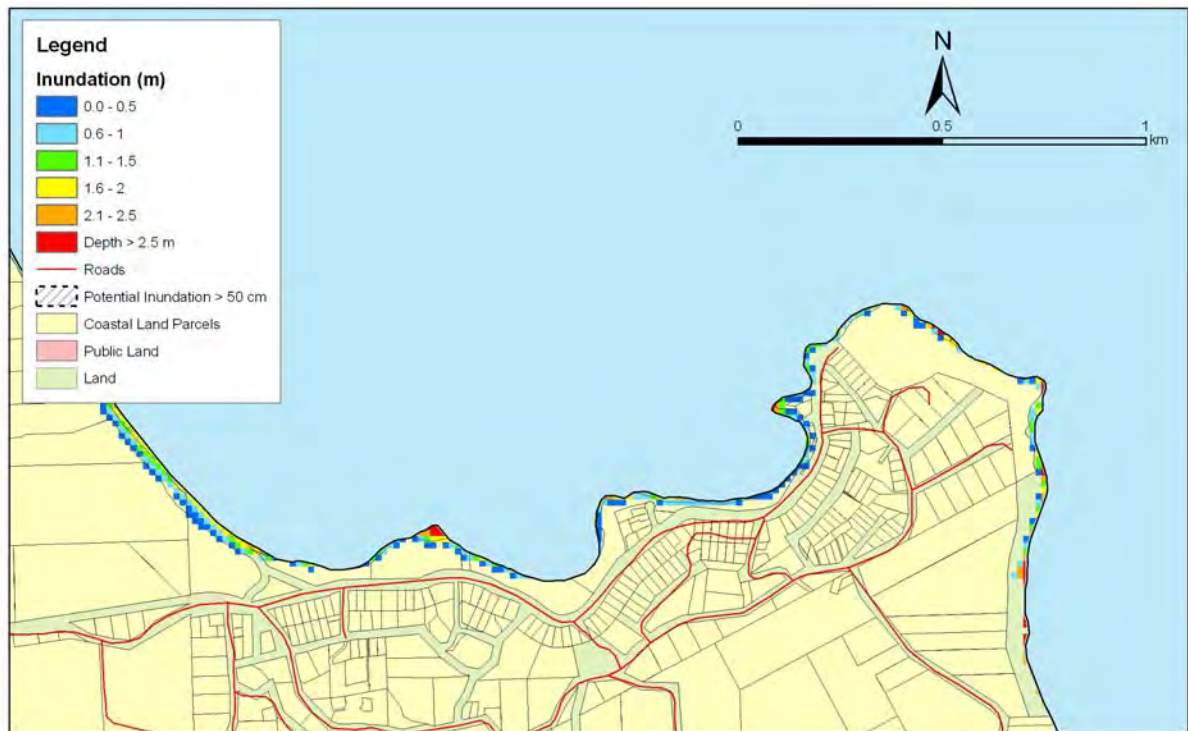 Legend
Inundation (m)
0.0 - 0.5
0.6 - 1
1.1 - 1.5
1.6 - 2
2.1 - 2.5
Depth > 2.5 m
Roads
Potential Inundation > 50 cm
Coastal Land Parcels
Public Land
Land
N
0 0.5 1
km